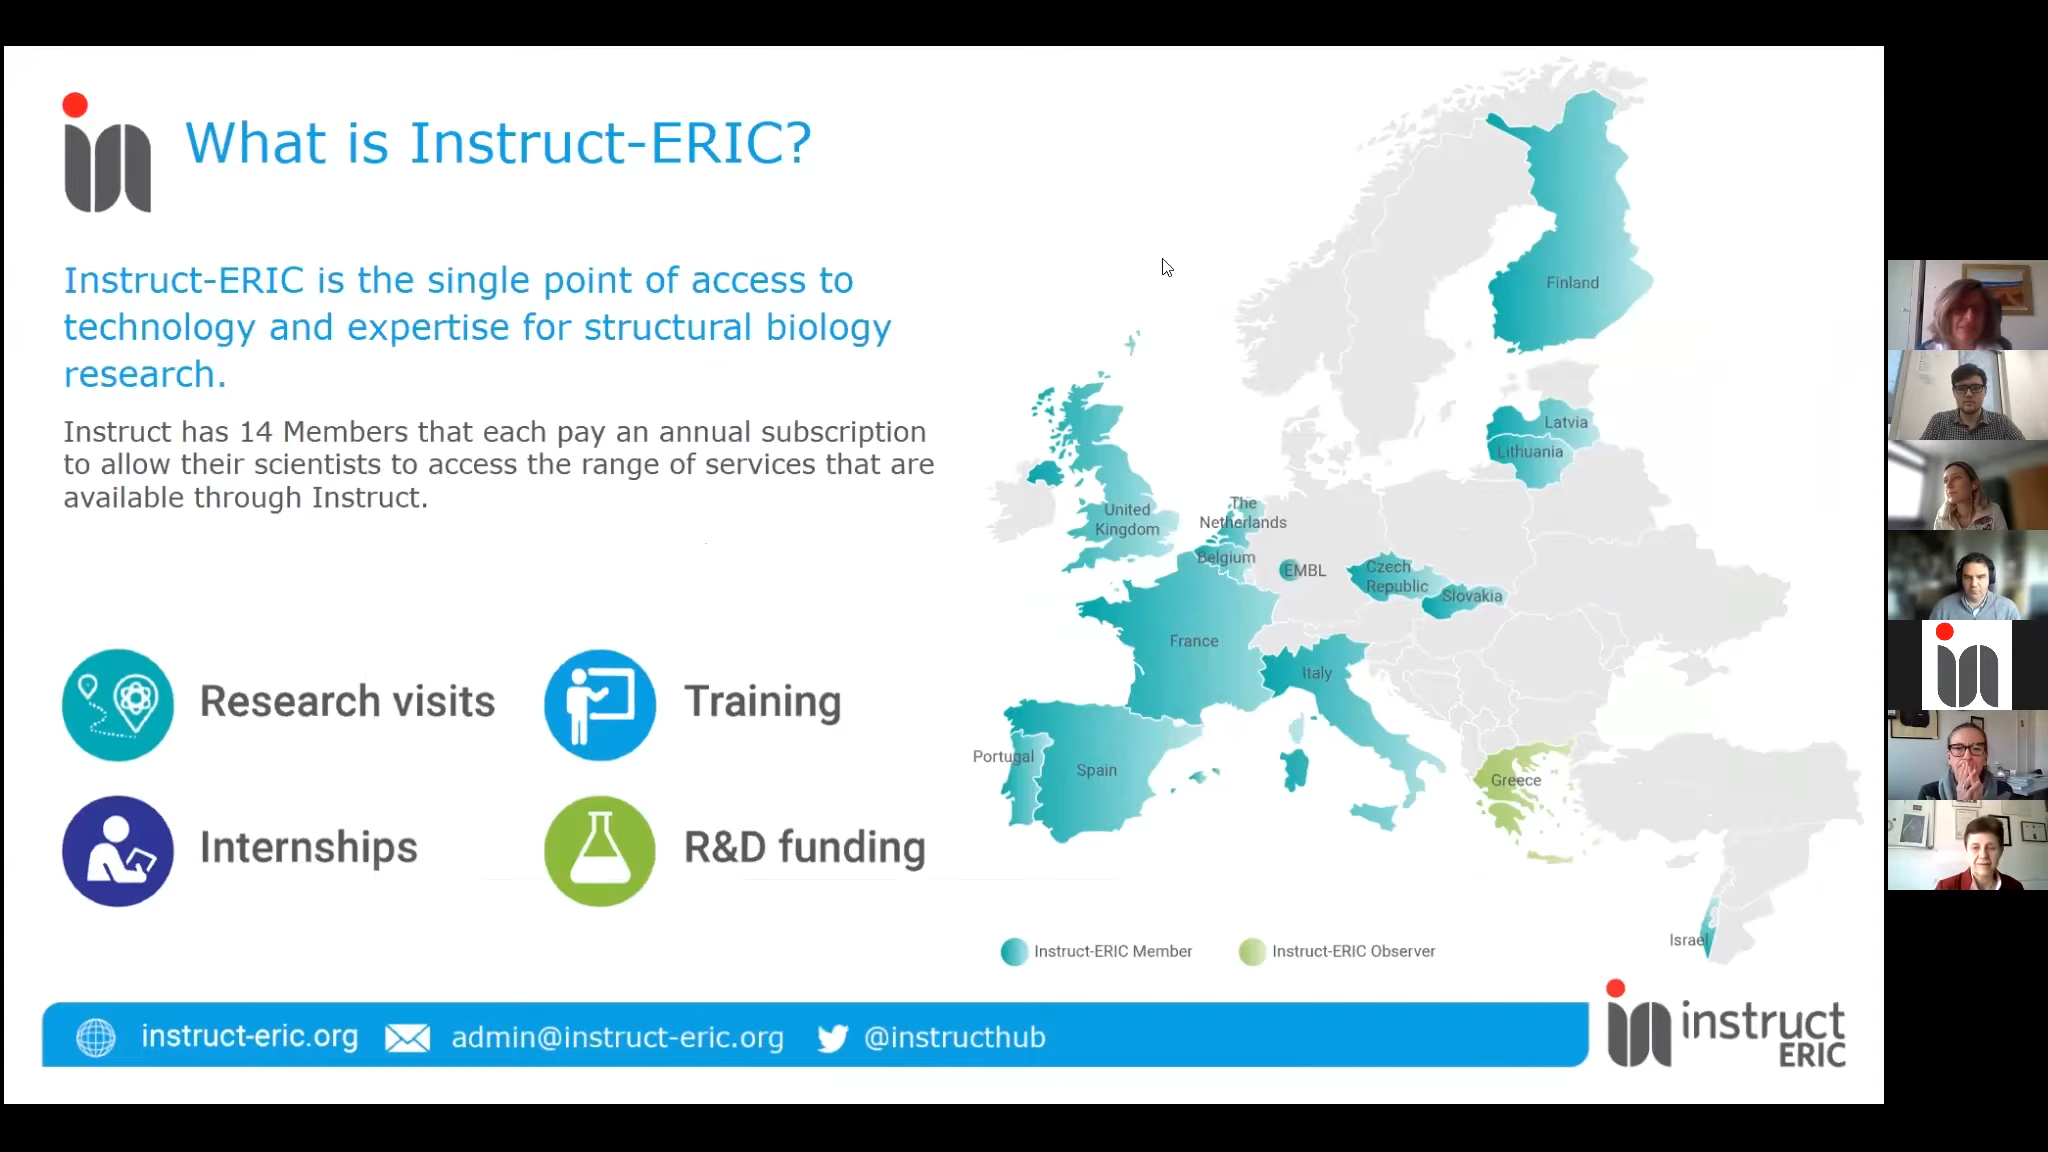 What is Instruct-ERIC?
Instruct-ERIC is the single point of access to
technology and expertise for structural biology
research.
Instruct has 14 Members that each pay an annual subscription
to allow their scientists to access the range of services that are
available through Instruct.
Research visits
Training
Internships
R&D funding
Finland
Latvia
Lithuania
United
Kingdom
The
Netherlands
Belgium
EMBL
Czech
Republic
Slovakia
France
Italy
Portugal
Spain
Greece
Israel
Instruct-ERIC Member
Instruct-ERIC Observer
instruct-eric.org
admin@instruct-eric.org
@instructhub
instruct
ERIC